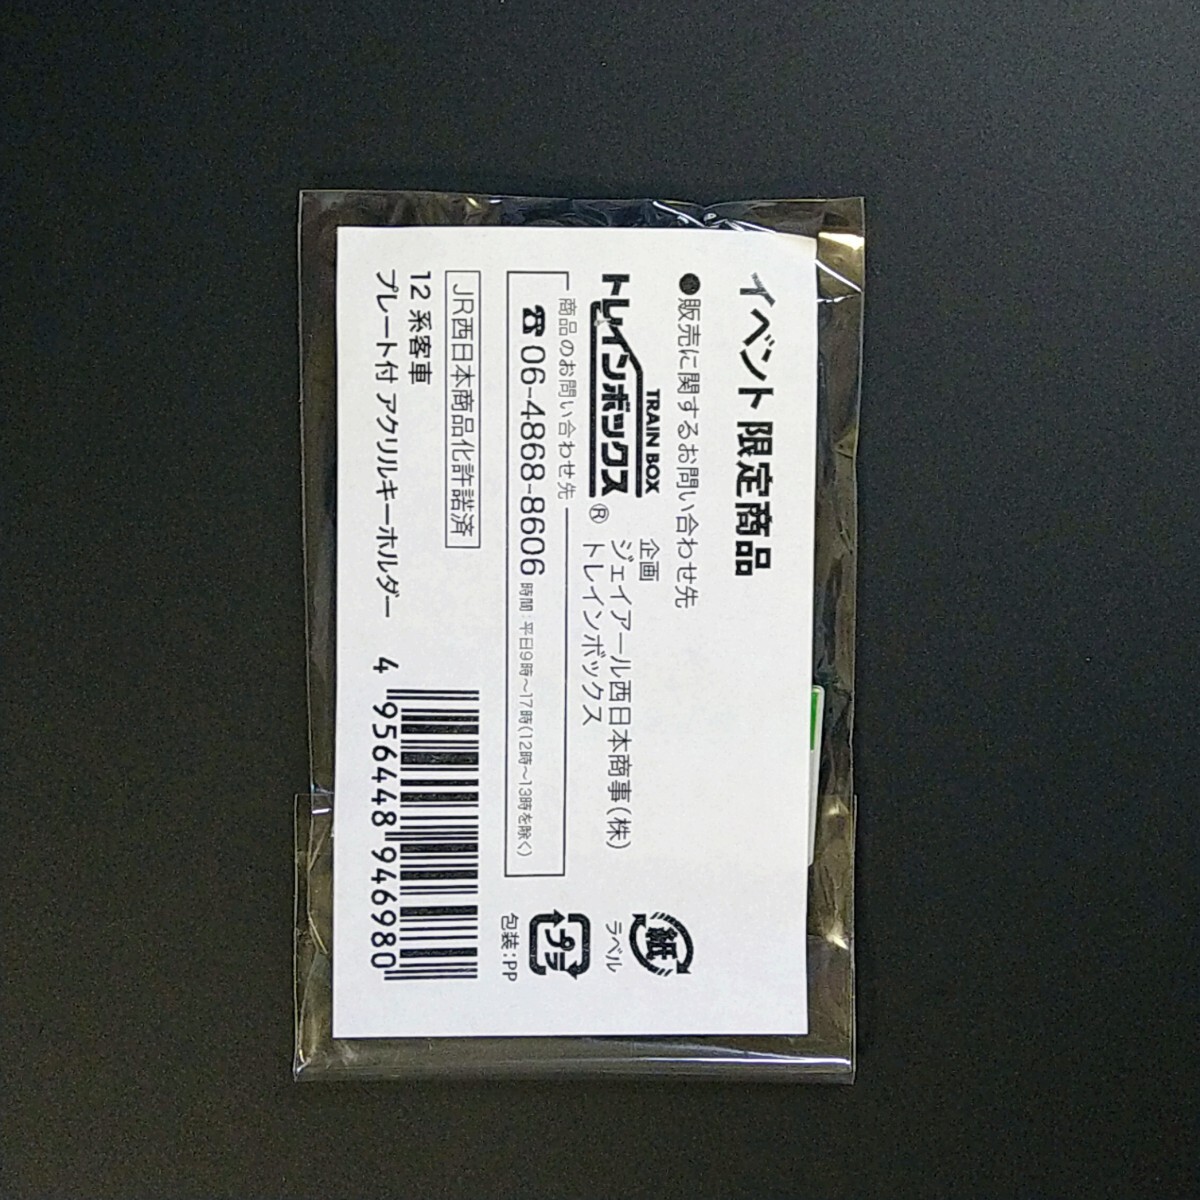 イベント限定商品
●販売に関するお問い合わせ先
TRAIN BOX
トレインボックス®
企画
ジェイアール西日本商事(株)
トレインボックス
商品のお問い合わせ先
☎06-4868-8606 時間:平日9時~17時(12時~13時を除く)
JR西日本商品化許諾済
12系客車
プレート付 アクリルキーホルダー
紙
ラベル
プラ
包装:PP
4 956448 946980